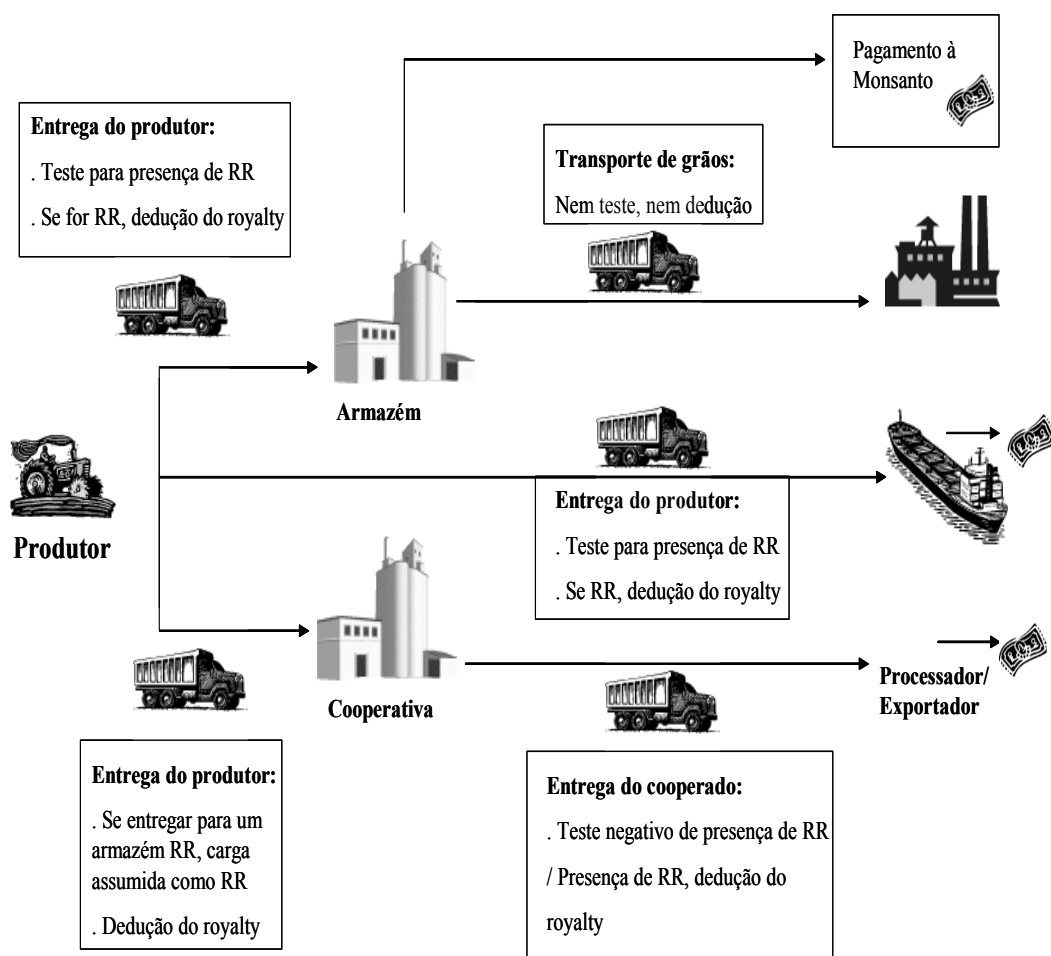 Pagamento à
Monsanto
Entrega do produtor:
. Teste para presença de RR
. Se for RR, dedução do royalty
Transporte de grãos:
Nem teste, nem dedução
Armazém
Produtor
Entrega do produtor:
. Teste para presença de RR
. Se RR, dedução do royalty
Cooperativa
Processador/
Exportador
Entrega do produtor:
. Se entregar para um
armazém RR, carga
assumida como RR
. Dedução do royalty
Entrega do cooperado:
. Teste negativo de presença de RR
/ Presença de RR, dedução do
royalty